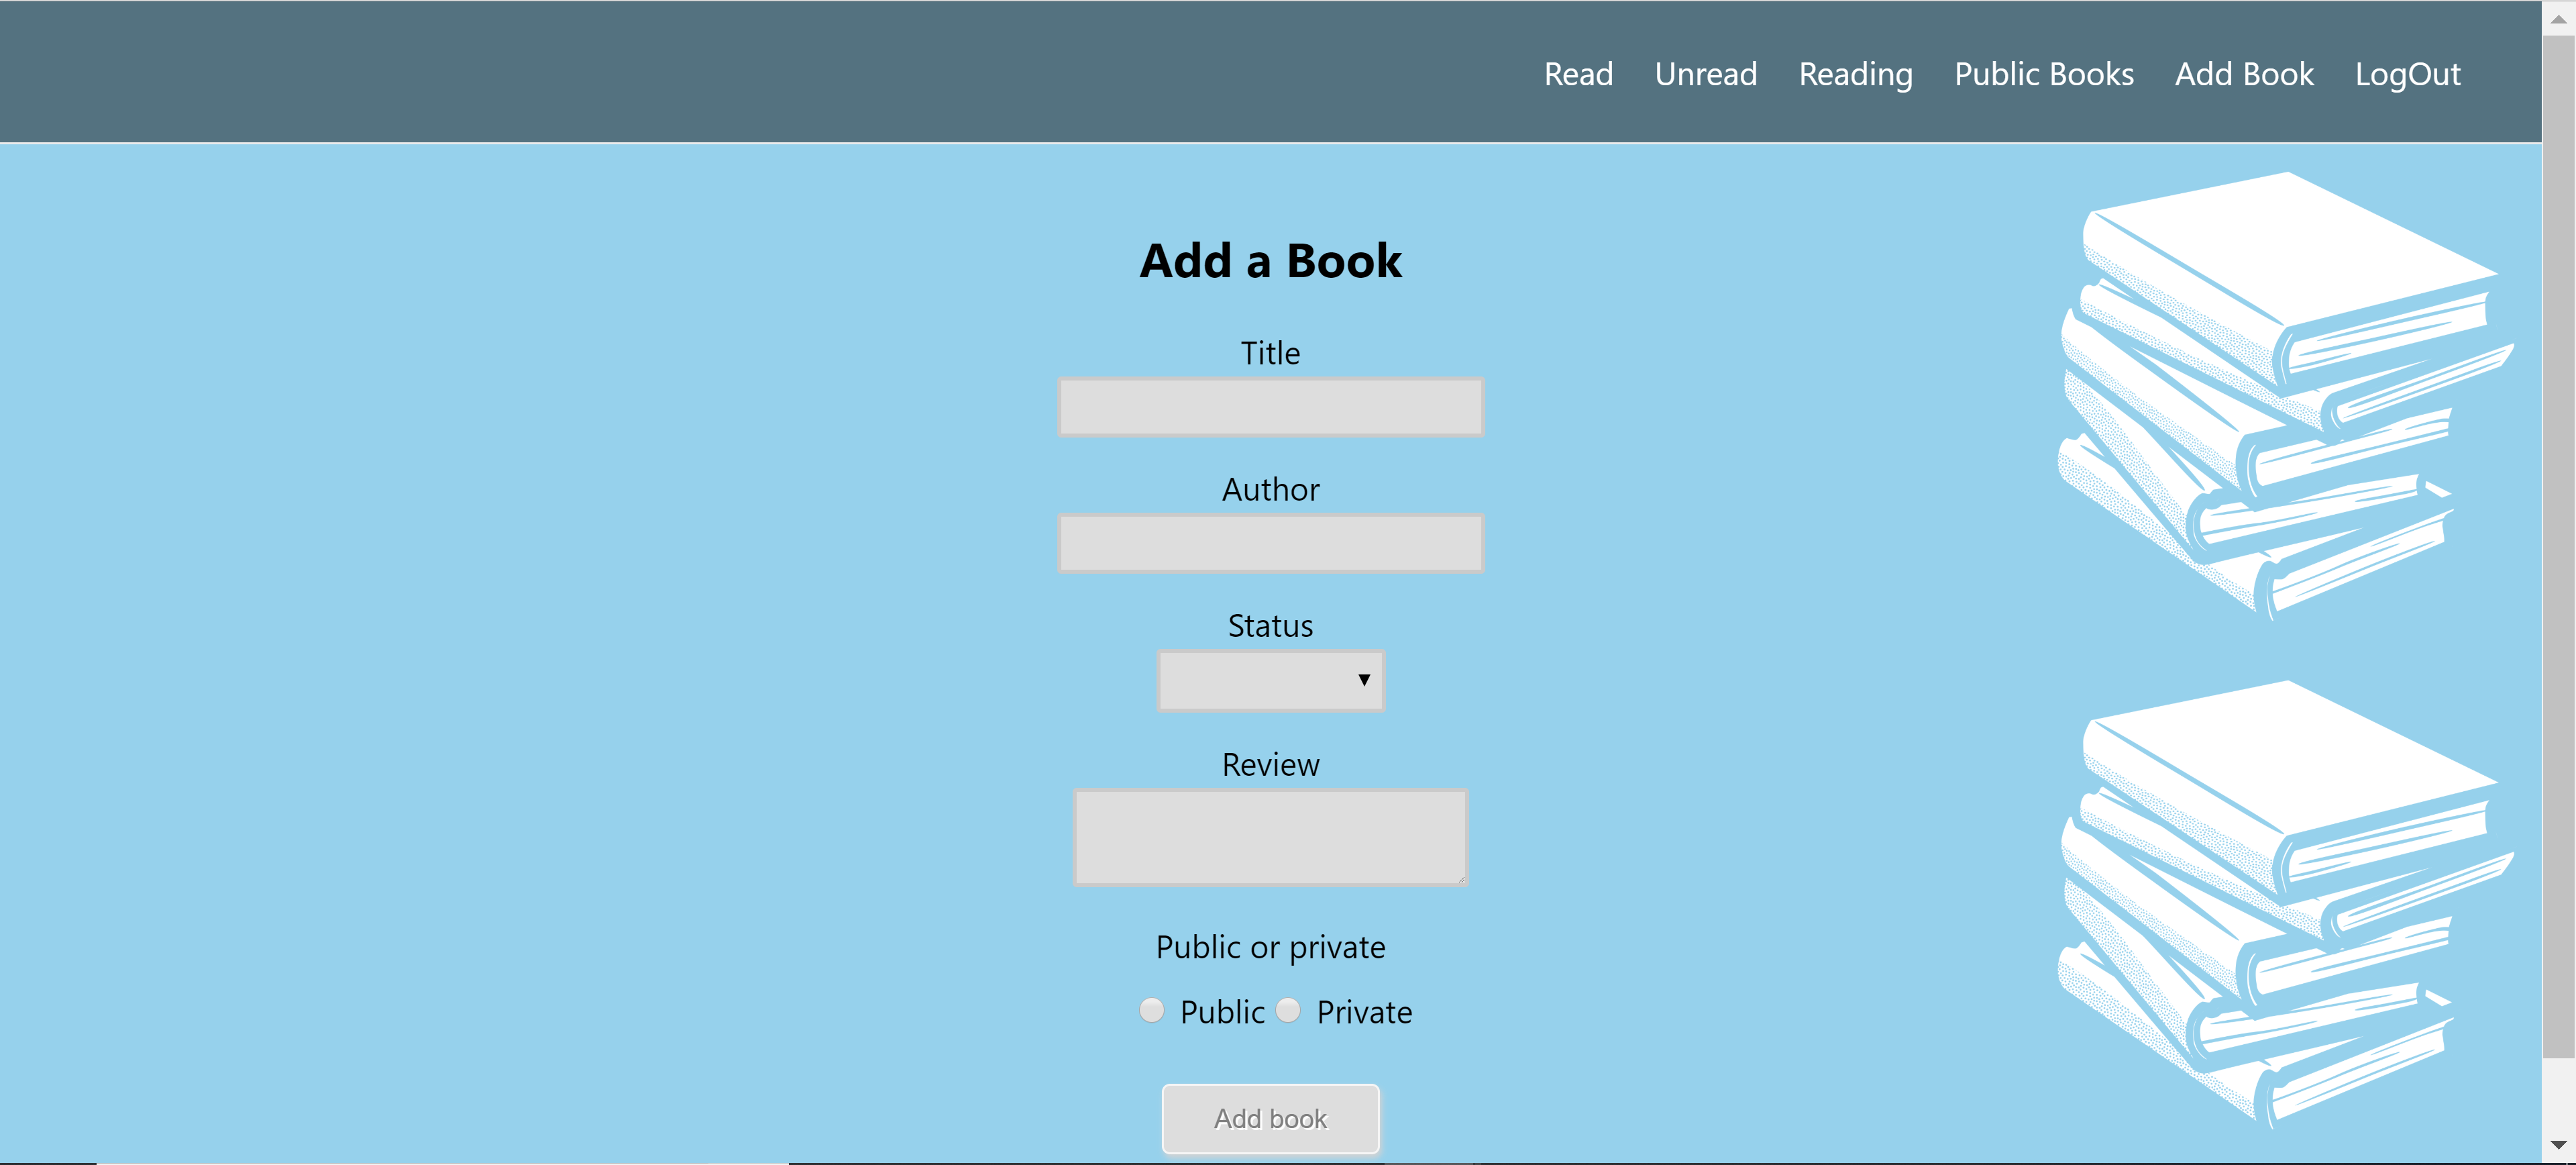 Read Unread Reading Public Books Add Book LogOut
Add a Book
Title
Author
Status
Review
Public or private
Public Private
Add book